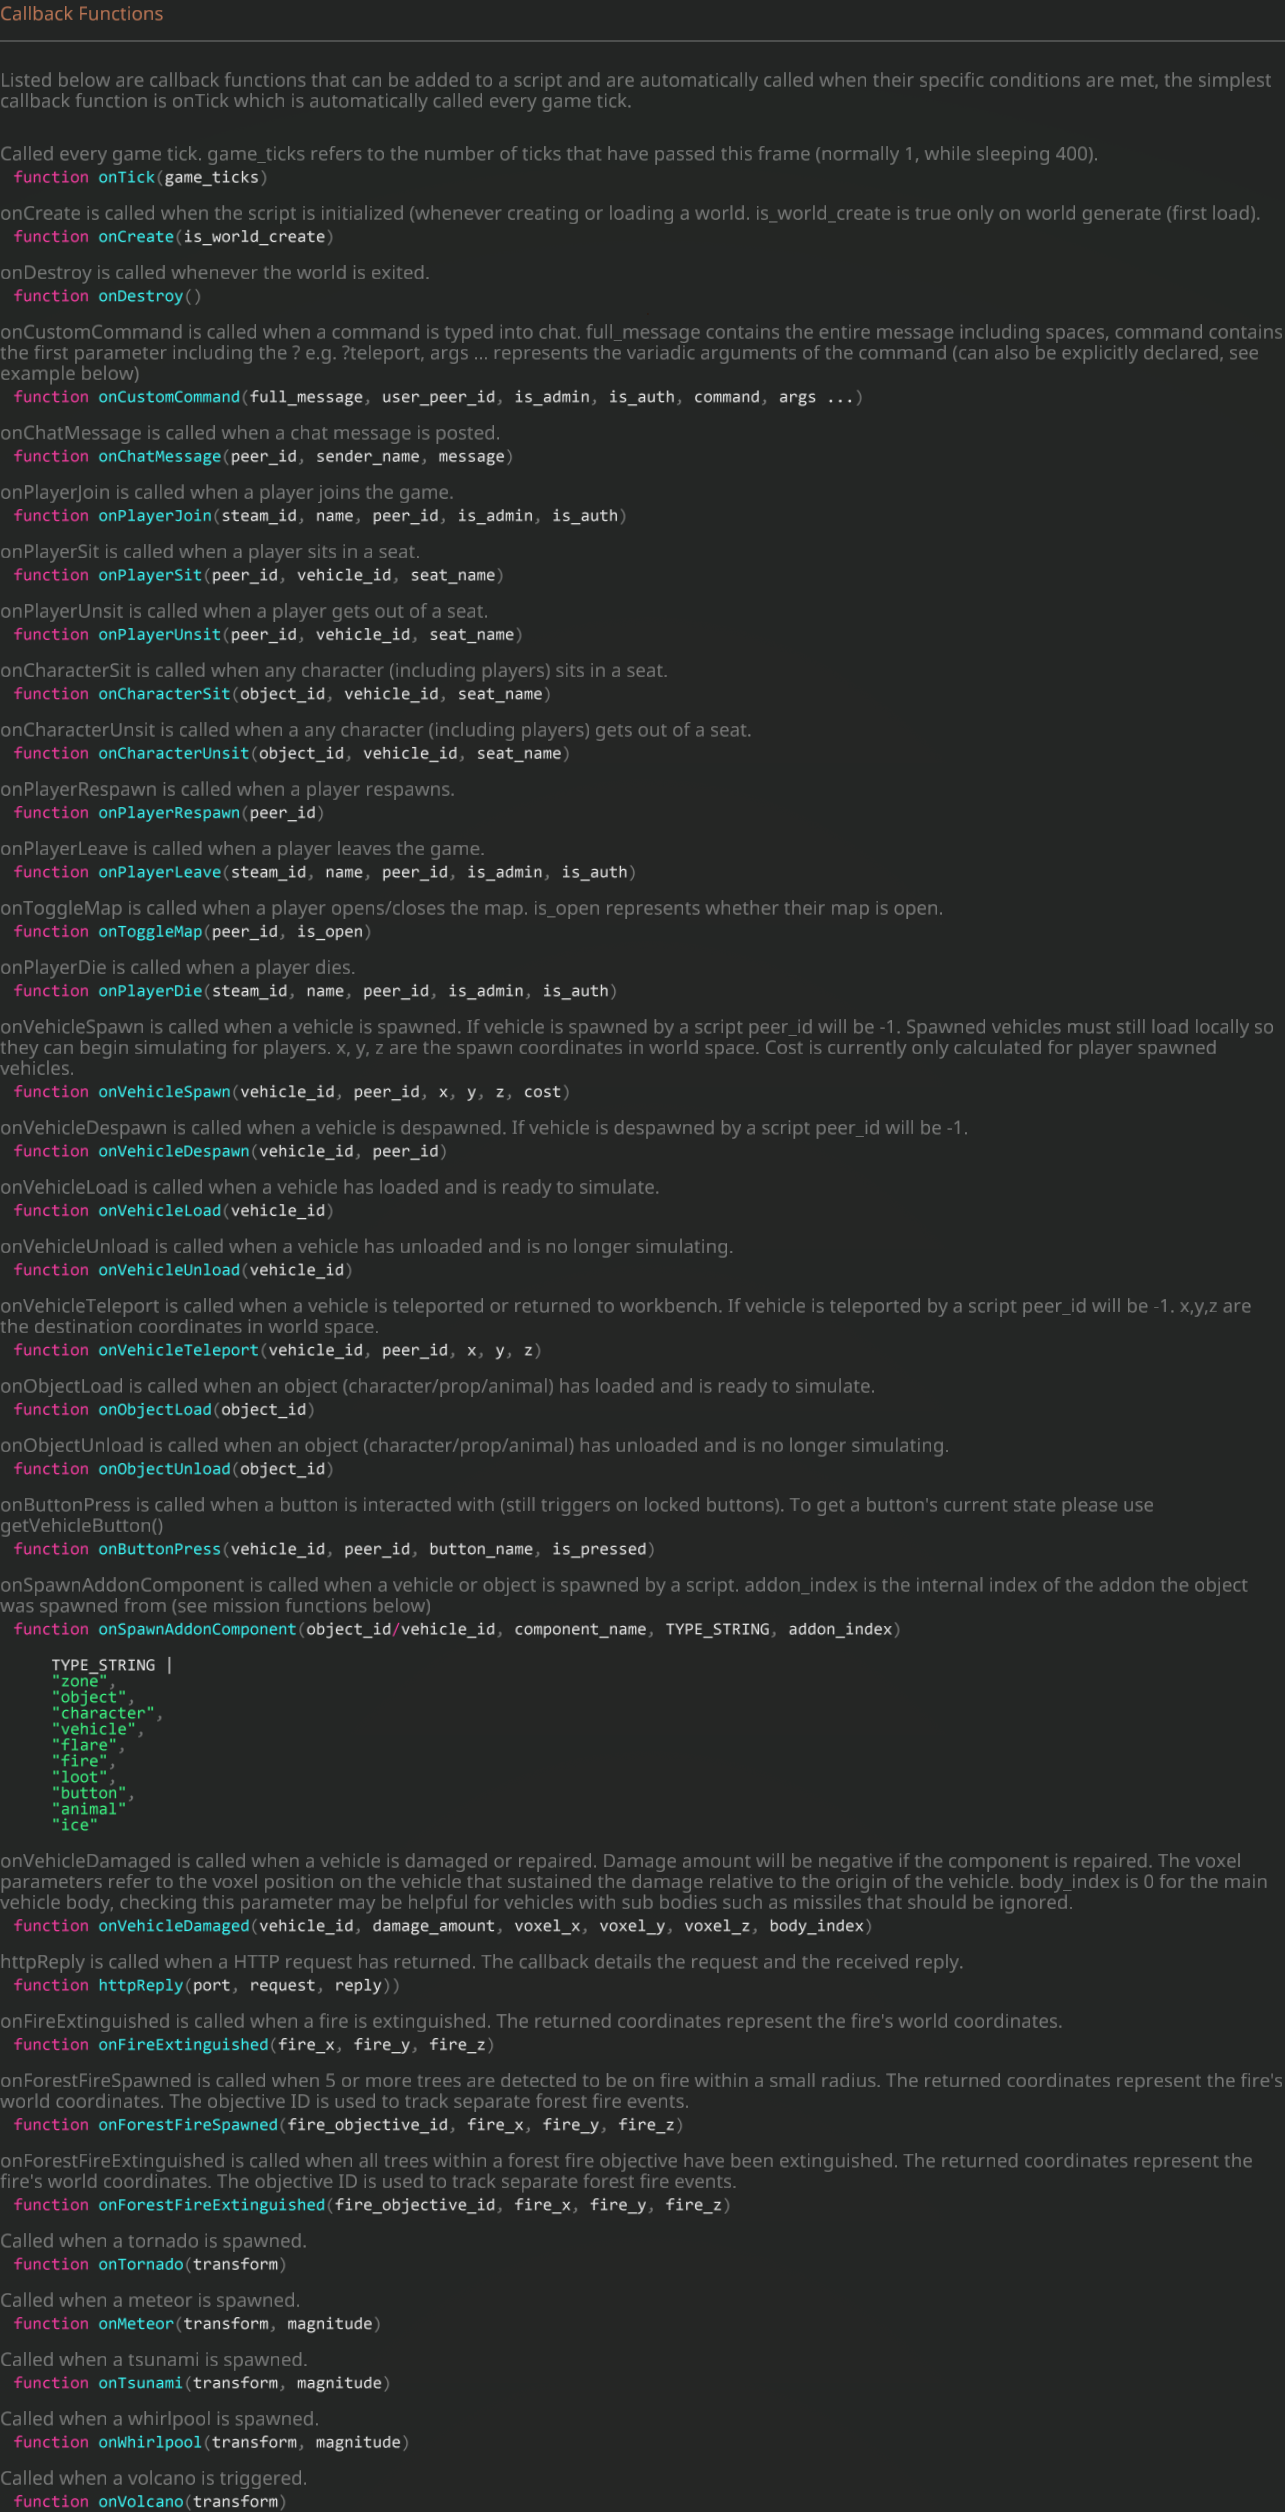 Callback Functions
Listed below are callback functions that can be added to a script and are automatically called when their specific conditions are met, the simplest
callback function is onTick which is automatically called every game tick.
Called every game tick. game_ticks refers to the number of ticks that have passed this frame (normally 1, while sleeping 400).
function onTick(game_ticks)
onCreate is called when the script is initialized (whenever creating or loading a world. is_world_create is true only on world generate (first load).
function onCreate(is_world_create)
onDestroy is called whenever the world is exited.
function onDestroy()
onCustomCommand is called when a command is typed into chat. full_message contains the entire message including spaces, command contains
the first parameter including the ? e.g. ?teleport, args ... represents the variadic arguments of the command (can also be explicitly declared, see
example below)
function onCustomCommand(full_message, user_peer_id, is_admin, is_auth, command, args ...)
onChatMessage is called when a chat message is posted.
function onChatMessage(peer_id, sender_name, message)
onPlayerJoin is called when a player joins the game.
function onPlayerJoin(steam_id, name, peer_id, is_admin, is_auth)
onPlayerSit is called when a player sits in a seat.
function onPlayerSit(peer_id, vehicle_id, seat_name)
onPlayerUnsit is called when a player gets out of a seat.
function onPlayerUnsit(peer_id, vehicle_id, seat_name)
onCharacterSit is called when any character (including players) sits in a seat.
function onCharacterSit(object_id, vehicle_id, seat_name)
onCharacterUnsit is called when a any character (including players) gets out of a seat.
function onCharacterUnsit(object_id, vehicle_id, seat_name)
onPlayerRespawn is called when a player respawns.
function onPlayerRespawn(peer_id)
onPlayerLeave is called when a player leaves the game.
function onPlayerLeave(steam_id, name, peer_id, is_admin, is_auth)
onToggleMap is called when a player opens/closes the map. is_open represents whether their map is open.
function onToggleMap(peer_id, is_open)
onPlayerDie is called when a player dies.
function onPlayerDie(steam_id, name, peer_id, is_admin, is_auth)
onVehicleSpawn is called when a vehicle is spawned. If vehicle is spawned by a script peer_id will be -1. Spawned vehicles must still load locally so
they can begin simulating for players. x, y, z are the spawn coordinates in world space. Cost is currently only calculated for player spawned
vehicles.
function onVehicleSpawn(vehicle_id, peer_id, x, y, z, cost)
onVehicleDespawn is called when a vehicle is despawned. If vehicle is despawned by a script peer_id will be -1.
function onVehicleDespawn(vehicle_id, peer_id)
onVehicleLoad is called when a vehicle has loaded and is ready to simulate.
function onVehicleLoad(vehicle_id)
onVehicleUnload is called when a vehicle has unloaded and is no longer simulating.
function onVehicleUnload(vehicle_id)
onVehicleTeleport is called when a vehicle is teleported or returned to workbench. If vehicle is teleported by a script peer_id will be -1. x,y,z are
the destination coordinates in world space.
function onVehicleTeleport(vehicle_id, peer_id, x, y, z)
onObjectLoad is called when an object (character/prop/animal) has loaded and is ready to simulate.
function onObjectLoad(object_id)
onObjectUnload is called when an object (character/prop/animal) has unloaded and is no longer simulating.
function onObjectUnload(object_id)
onButtonPress is called when a button is interacted with (still triggers on locked buttons). To get a button's current state please use
getVehicleButton()
function onButtonPress(vehicle_id, peer_id, button_name, is_pressed)
onSpawnAddonComponent is called when a vehicle or object is spawned by a script. addon_index is the internal index of the addon the object
was spawned from (see mission functions below)
function onSpawnAddonComponent(object_id/vehicle_id, component_name, TYPE_STRING, addon_index)
TYPE_STRING |
"zone",
"object",
"character",
"vehicle",
"flare",
"fire",
"loot",
"button",
"animal"
"ice"
onVehicleDamaged is called when a vehicle is damaged or repaired. Damage amount will be negative if the component is repaired. The voxel
parameters refer to the voxel position on the vehicle that sustained the damage relative to the origin of the vehicle. body_index is 0 for the main
vehicle body, checking this parameter may be helpful for vehicles with sub bodies such as missiles that should be ignored.
function onVehicleDamaged(vehicle_id, damage_amount, voxel_x, voxel_y, voxel_z, body_index)
httpReply is called when a HTTP request has returned. The callback details the request and the received reply.
function httpReply(port, request, reply))
onFireExtinguished is called when a fire is extinguished. The returned coordinates represent the fire's world coordinates.
function onFireExtinguished(fire_x, fire_y, fire_z)
onForestFireSpawned is called when 5 or more trees are detected to be on fire within a small radius. The returned coordinates represent the fire's
world coordinates. The objective ID is used to track separate forest fire events.
function onForestFireSpawned(fire_objective_id, fire_x, fire_y, fire_z)
onForestFireExtinguished is called when all trees within a forest fire objective have been extinguished. The returned coordinates represent the
fire's world coordinates. The objective ID is used to track separate forest fire events.
function onForestFireExtinguished(fire_objective_id, fire_x, fire_y, fire_z)
Called when a tornado is spawned.
function onTornado(transform)
Called when a meteor is spawned.
function onMeteor(transform, magnitude)
Called when a tsunami is spawned.
function onTsunami(transform, magnitude)
Called when a whirlpool is spawned.
function onWhirlpool(transform, magnitude)
Called when a volcano is triggered.
function onVolcano(transform)